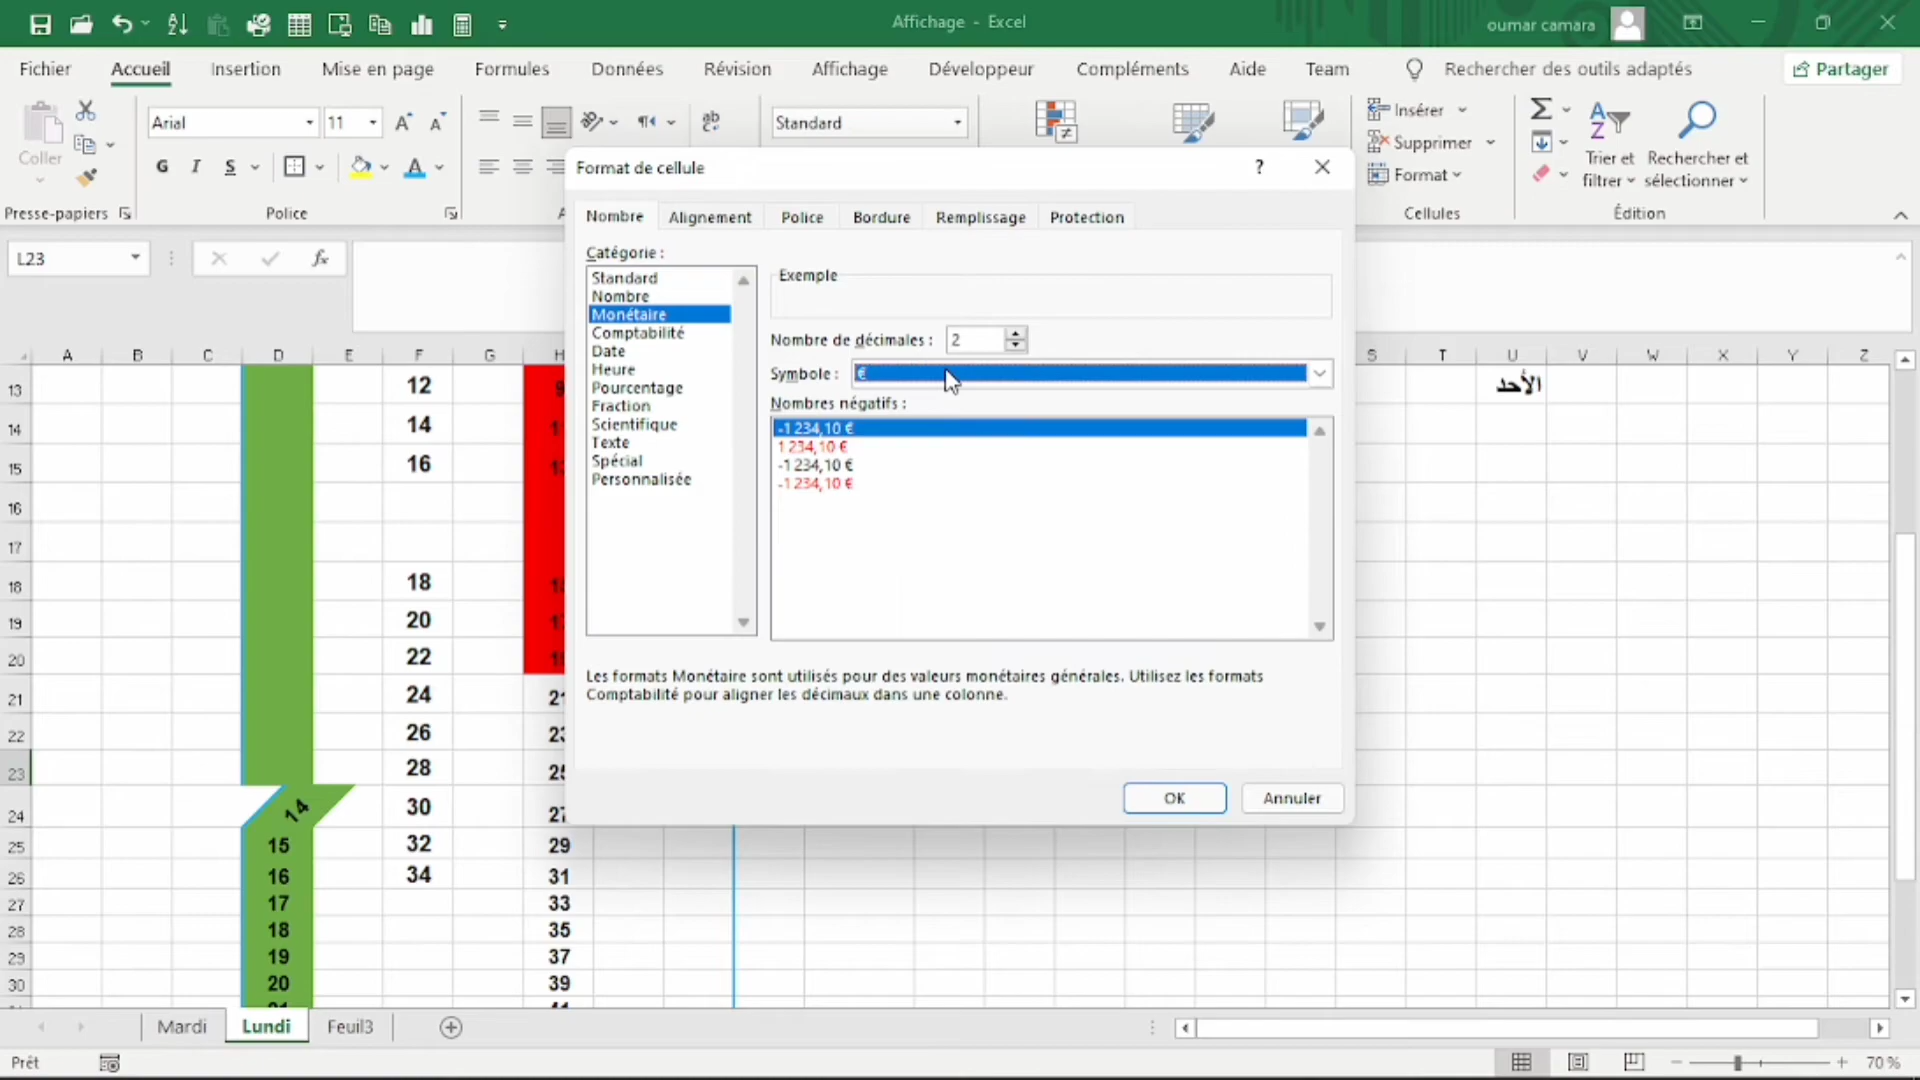 Affichage - Excel
oumar camara
Fichier Accueil Insertion Mise en page Formules Données Révision Affichage Développeur Compléments Aide Team Rechercher des outils adaptés Partager
Coller
Arial 11
Standard
Insérer
Supprimer
Format
Trier et filtrer
Rechercher et sélectionner
G I S
Presse-papiers Police Cellules Édition
L23
Format de cellule
Nombre Alignement Police Bordure Remplissage Protection
Catégorie :
Standard
Nombre
Monétaire
Comptabilité
Date
Heure
Pourcentage
Fraction
Scientifique
Texte
Spécial
Personnalisée
Exemple
Nombre de décimales : 2
Symbole : €
Nombres négatifs :
-1 234,10 €
1 234,10 €
-1 234,10 €
-1 234,10 €
Les formats Monétaire sont utilisés pour des valeurs monétaires générales. Utilisez les formats
Comptabilité pour aligner les décimaux dans une colonne.
OK Annuler
A B C D E F G H S T U V W X Y Z
13 12 الأحد
14 14
15 16
16
17
18 18
19 20
20 22
21 24
22 26
23 28
24 14 30
25 15 32 29
26 16 34 31
27 17 33
28 18 35
29 19 37
30 20 39
Mardi Lundi Feuil3
Prêt
70 %